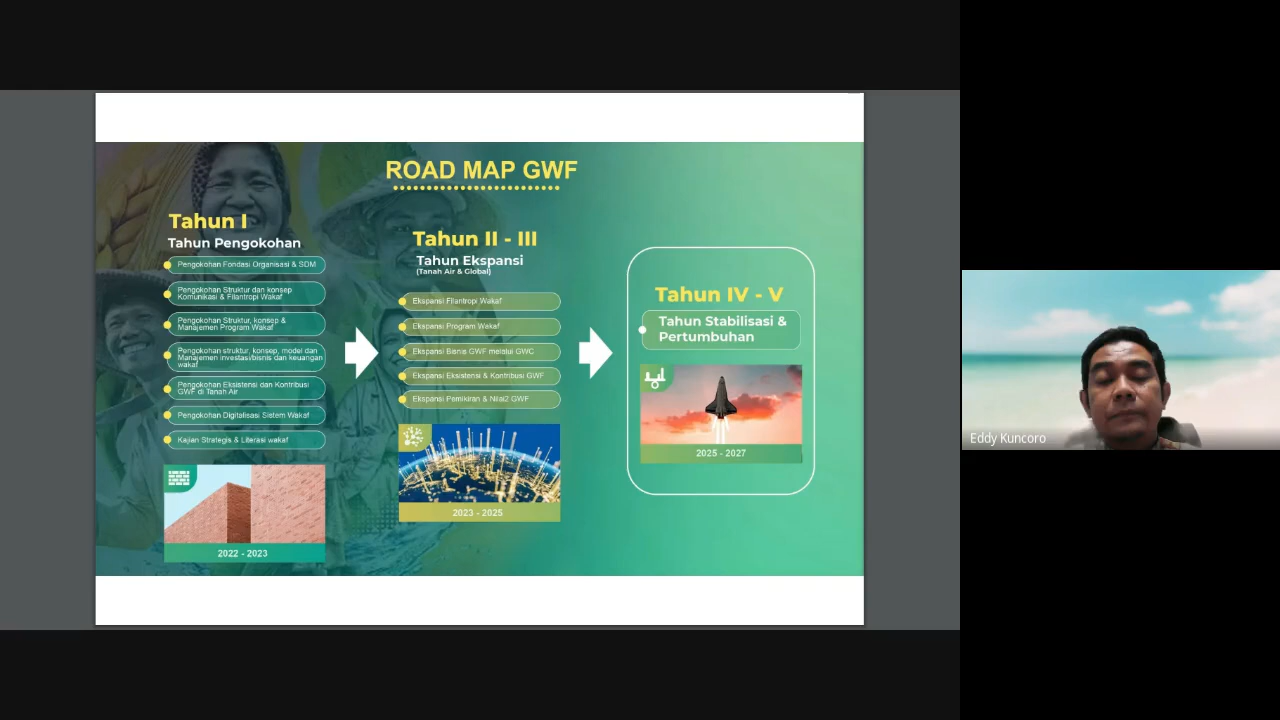 ROAD MAP GWF
Tahun I
Tahun Pengokohan
Pengokohan Fondasi Organisasi & SDM
Pengokohan Struktur dan konsep
Komunikasi & Filantropi Wakaf
Pengokohan Struktur, konsep &
Manajemen Program Wakaf
Pengokohan struktur, konsep, model dan
Manajemen investasi/bisnis dan keuangan
wakaf
Pengokohan Eksistensi dan Kontribusi
GWF di Tanah Air
Pengokohan Digitalisasi Sistem Wakaf
Kajian Strategis & Literasi wakaf
2022 - 2023
Tahun II - III
Tahun Ekspansi
(Tanah Air & Global)
Ekspansi Filantropi Wakaf
Ekspansi Program Wakaf
Ekspansi Bisnis GWF melalui GWC
Ekspansi Eksistensi & Kontribusi GWF
Ekspansi Pemikiran & Nilai2 GWF
2023 - 2025
Tahun IV - V
Tahun Stabilisasi &
Pertumbuhan
2025 - 2027
Eddy Kuncoro